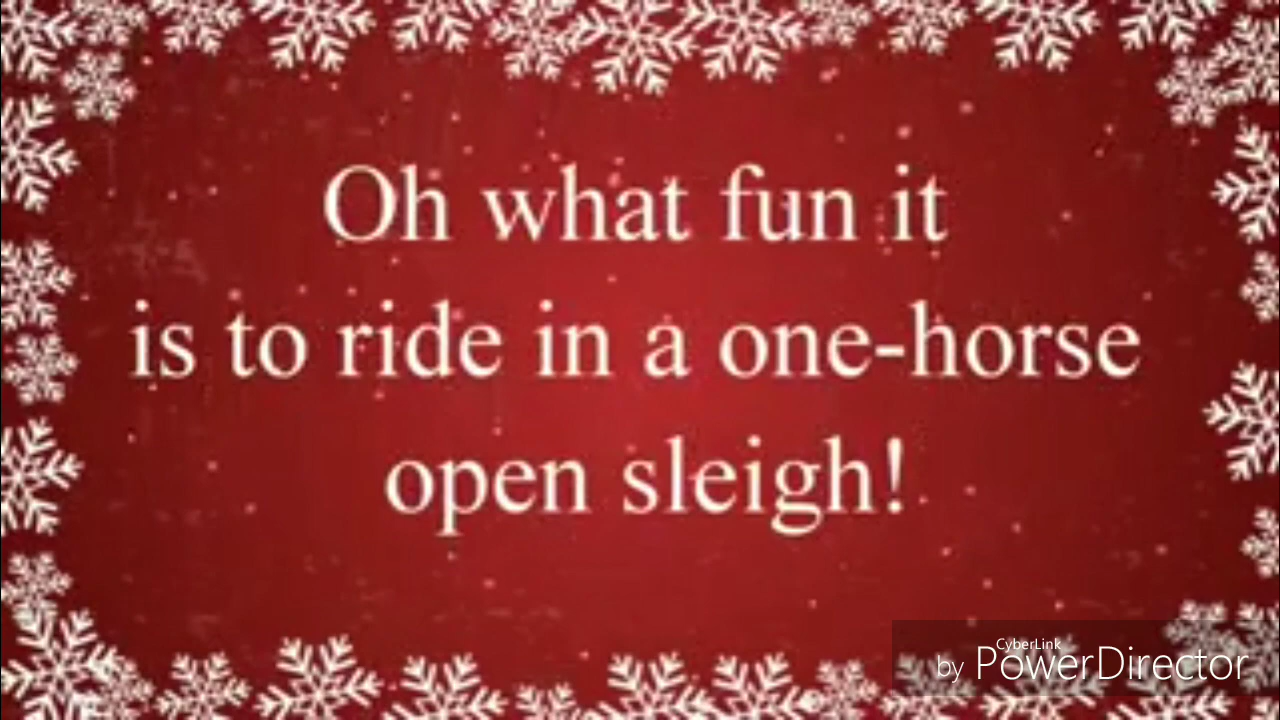 Oh what fun it
is to ride in a one-horse
open sleigh!
CyberLink
by PowerDirector